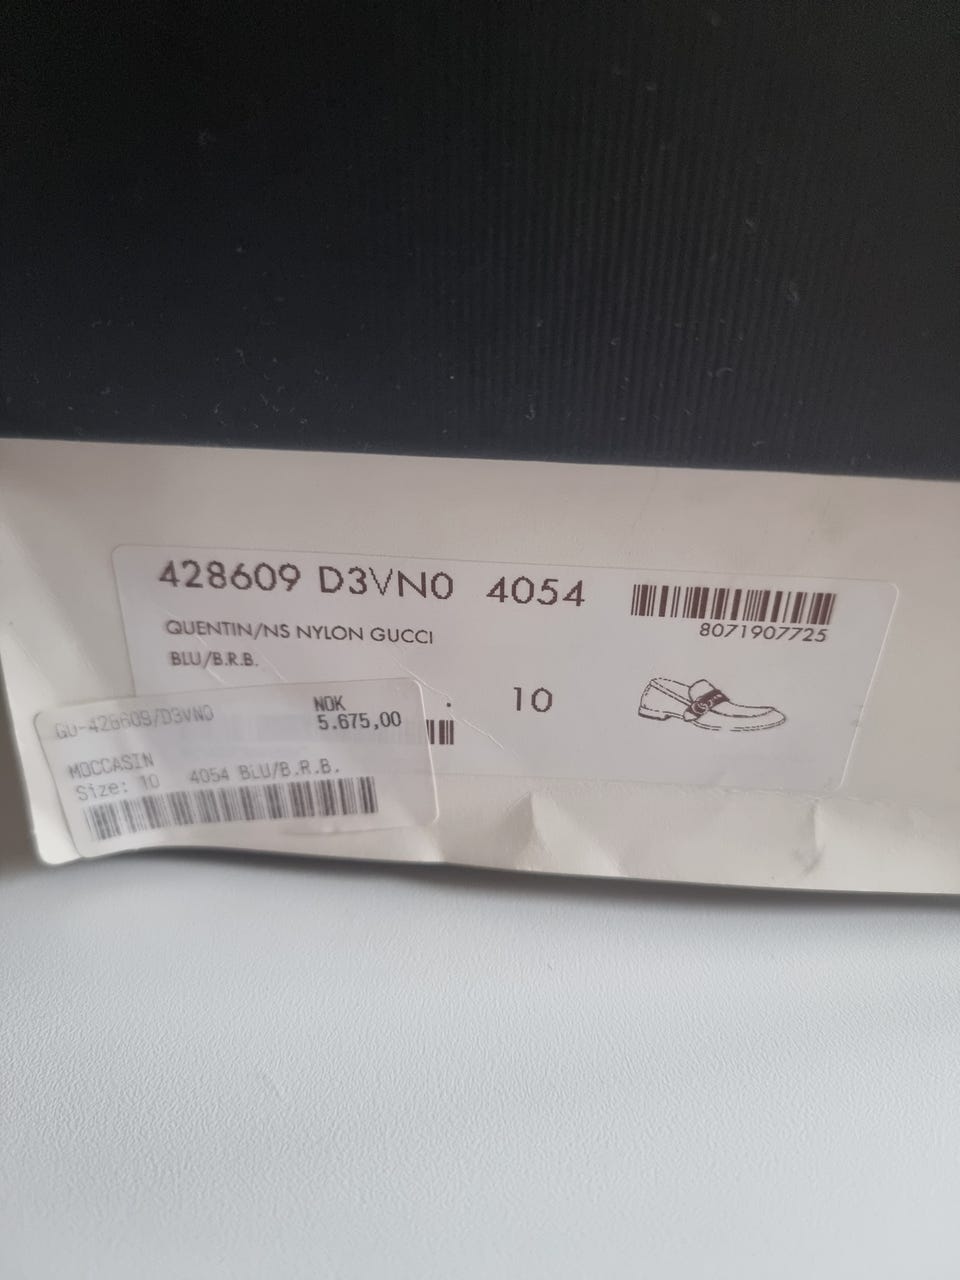 428609 D3VN0 4054
8071907725
QUENTIN/NS NYLON GUCCI
BLU/B.R.B.
. 10
GU-428609/D3VN0
NOK
5.675,00
MOCCASIN
Size: 10 4054 BLU/B.R.B.